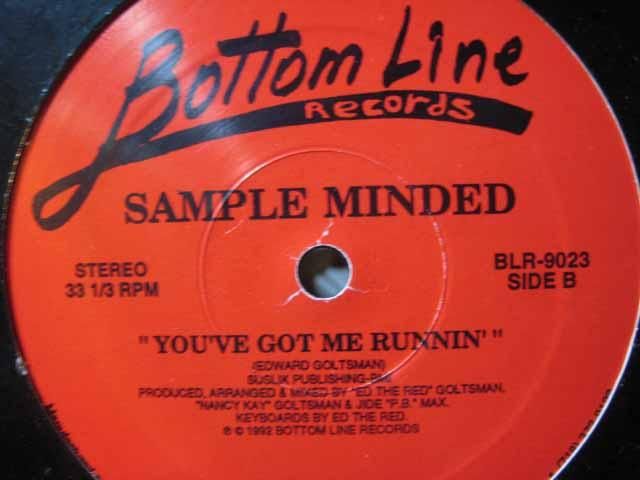 Bottom Line
Records
SAMPLE MINDED
STEREO
33 1/3 RPM
BLR-9023
SIDE B
"YOU'VE GOT ME RUNNIN'"
(EDWARD GOLTSMAN)
SUSLIK PUBLISHING-BMI
PRODUCED, ARRANGED & MIXED BY "ED THE RED" GOLTSMAN,
"NANCY KAY" GOLTSMAN & JIDE "P.B." MAX.
KEYBOARDS BY ED THE RED.
℗ © 1992 BOTTOM LINE RECORDS